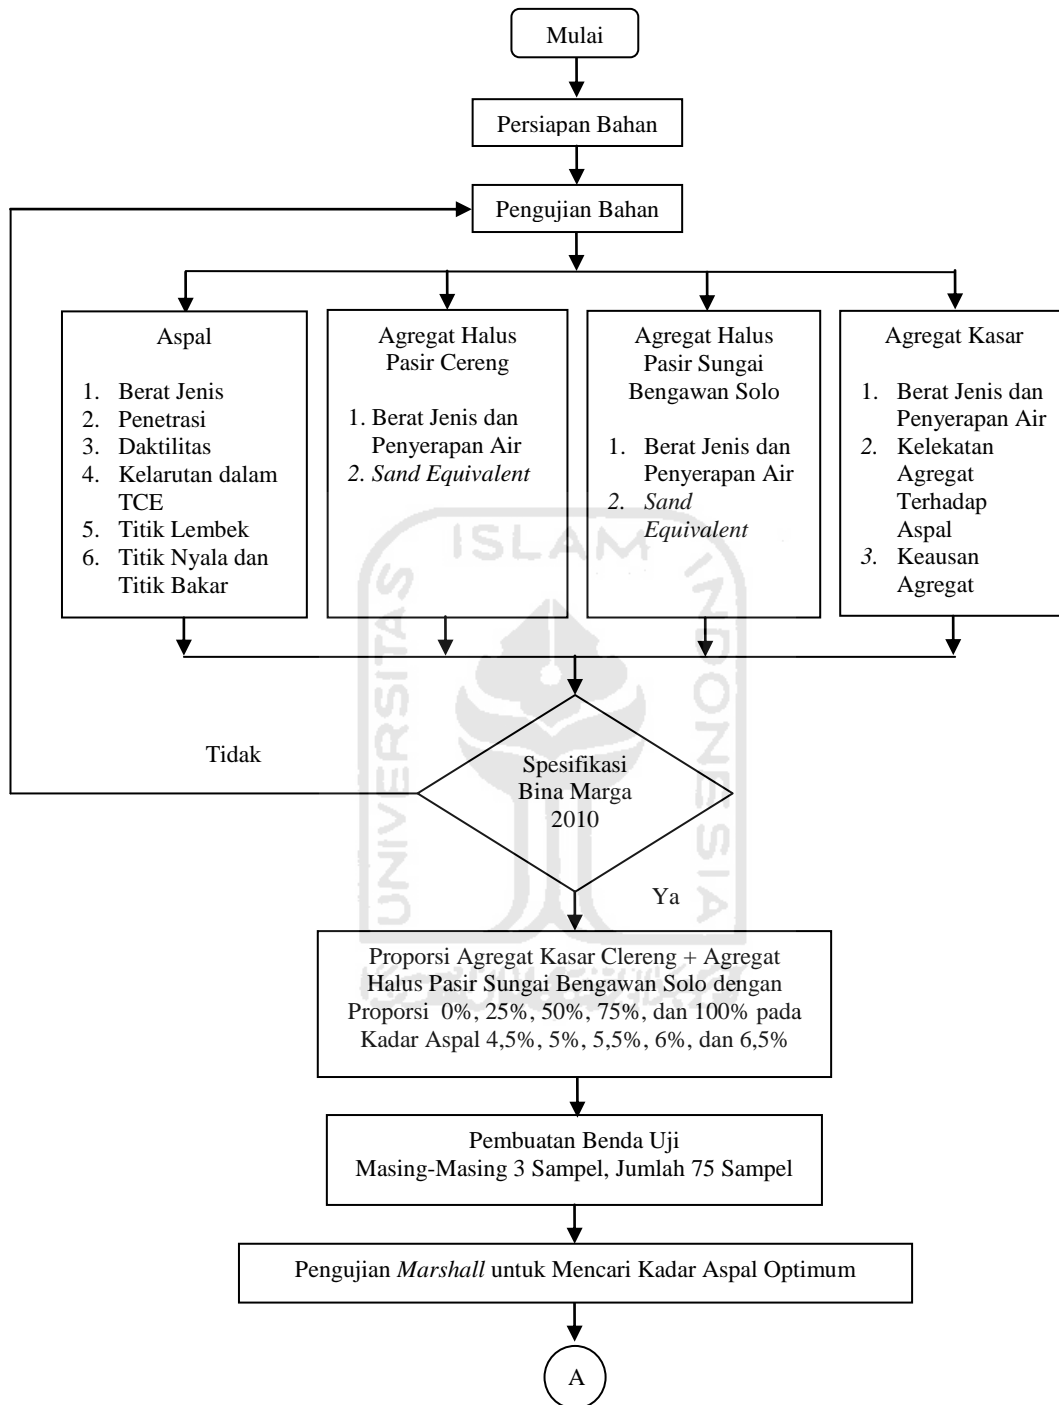 Mulai
Persiapan Bahan
Pengujian Bahan
Aspal
1. Berat Jenis
2. Penetrasi
3. Daktilitas
4. Kelarutan dalam
TCE
5. Titik Lembek
6. Titik Nyala dan
Titik Bakar
Agregat Halus
Pasir Cereng
1. Berat Jenis dan
Penyerapan Air
2. Sand Equivalent
Agregat Halus
Pasir Sungai
Bengawan Solo
1. Berat Jenis dan
Penyerapan Air
2. Sand
Equivalent
Agregat Kasar
1. Berat Jenis dan
Penyerapan Air
2. Kelekatan
Agregat
Terhadap
Aspal
3. Keausan
Agregat
ISLAM
UNIVERSITAS
INDONESIA
Tidak
Spesifikasi
Bina Marga
2010
Ya
Proporsi Agregat Kasar Clereng + Agregat
Halus Pasir Sungai Bengawan Solo dengan
Proporsi 0%, 25%, 50%, 75%, dan 100% pada
Kadar Aspal 4,5%, 5%, 5,5%, 6%, dan 6,5%
Pembuatan Benda Uji
Masing-Masing 3 Sampel, Jumlah 75 Sampel
Pengujian Marshall untuk Mencari Kadar Aspal Optimum
A